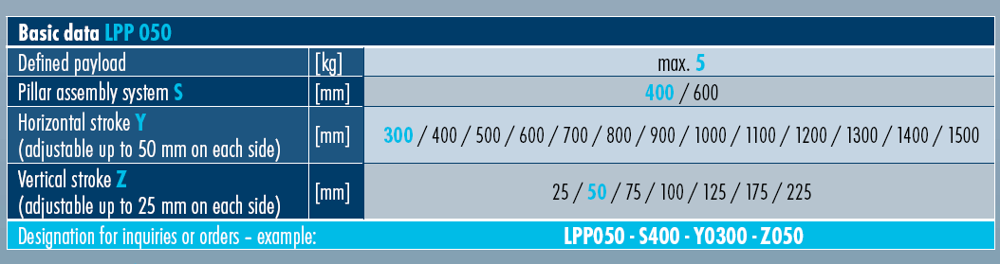 Basic data LPP 050
Defined payload [kg] max. 5
Pillar assembly system S [mm] 400 / 600
Horizontal stroke Y
(adjustable up to 50 mm on each side) [mm] 300 / 400 / 500 / 600 / 700 / 800 / 900 / 1000 / 1100 / 1200 / 1300 / 1400 / 1500
Vertical stroke Z
(adjustable up to 25 mm on each side) [mm] 25 / 50 / 75 / 100 / 125 / 175 / 225
Designation for inquiries or orders – example: LPP050 - S400 - Y0300 - Z050